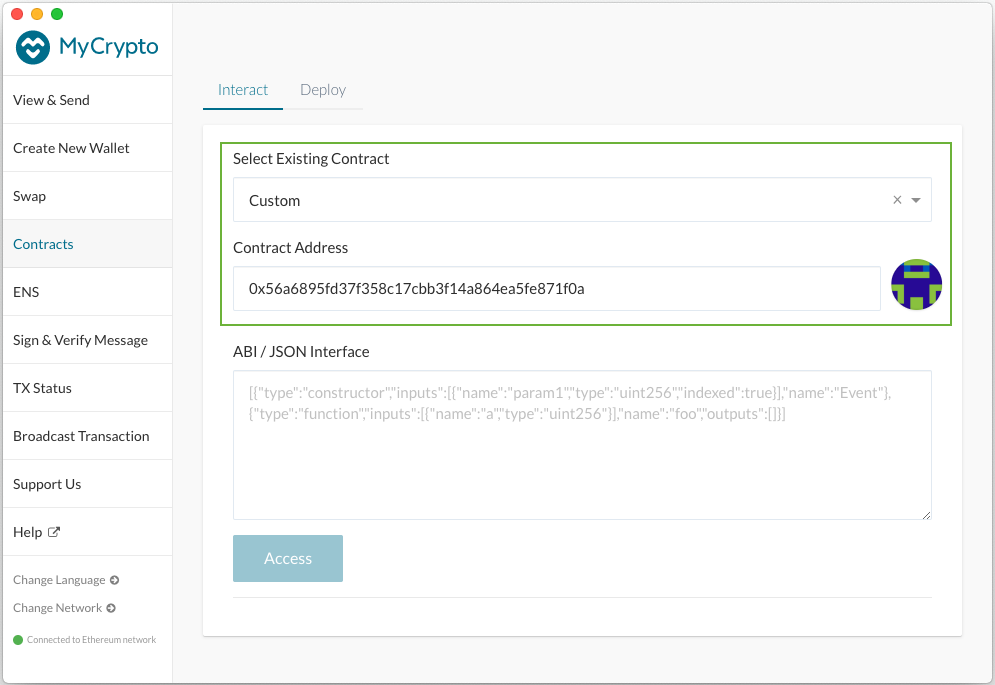 MyCrypto
View & Send
Create New Wallet
Swap
Contracts
ENS
Sign & Verify Message
TX Status
Broadcast Transaction
Support Us
Help
Change Language
Change Network
Connected to Ethereum network
Interact
Deploy
Select Existing Contract
Custom
Contract Address
0x56a6895fd37f358c17cbb3f14a864ea5fe871f0a
ABI / JSON Interface
[{"type":"constructor","inputs":[{"name":"param1","type":"uint256","indexed":true}],"name":"Event"},
{"type":"function","inputs":[{"name":"a","type":"uint256"}],"name":"foo","outputs":[]}]
Access